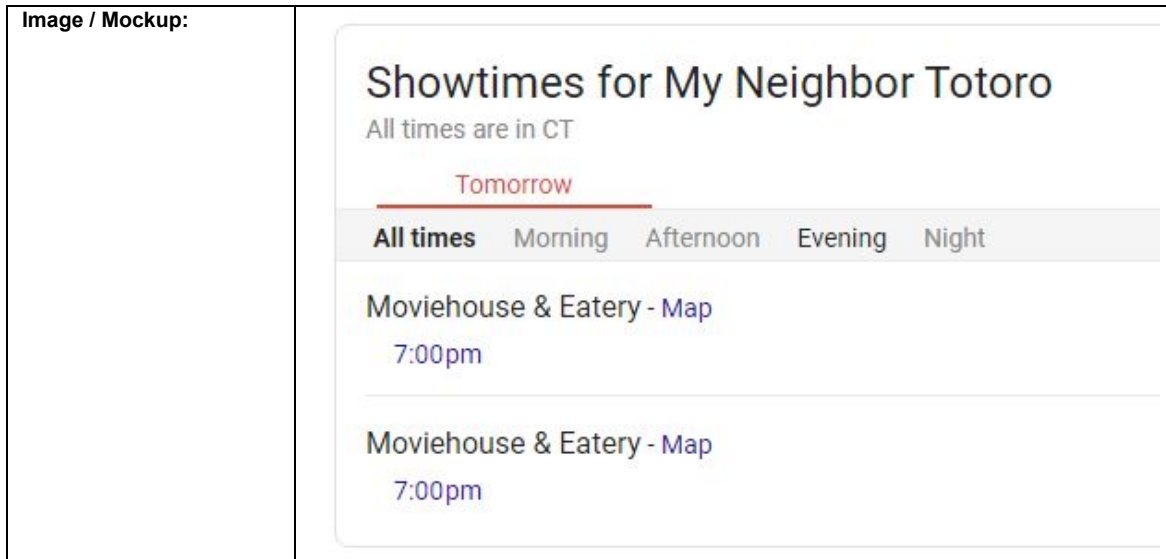 Image / Mockup:
Showtimes for My Neighbor Totoro
All times are in CT
Tomorrow
All times Morning Afternoon Evening Night
Moviehouse & Eatery - Map
7:00pm
Moviehouse & Eatery - Map
7:00pm